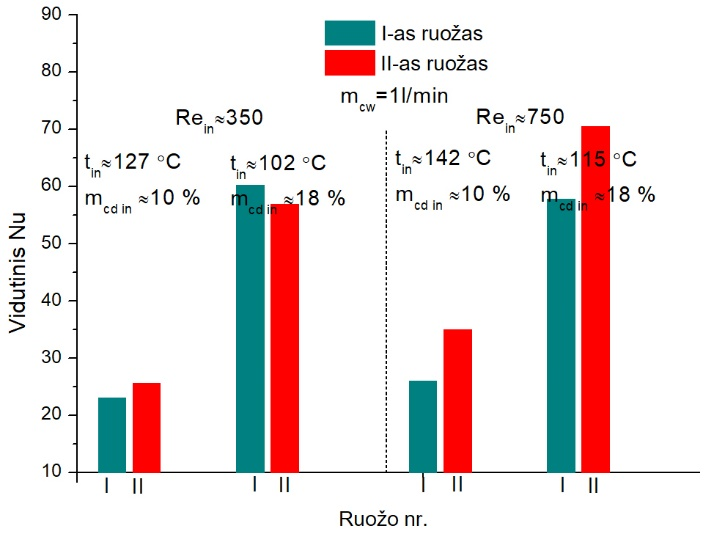 90
80
70
60
50
40
30
20
10
Vidutinis Nu
I-as ruožas
II-as ruožas
m_cw=1l/min
Re_in≈350
Re_in≈750
t_in≈127 °C
m_cd in ≈10 %
t_in≈102 °C
m_cd in ≈18 %
t_in≈142 °C
m_cd in ≈10 %
t_in≈115 °C
m_cd in ≈18 %
I II I II I II I II
Ruožo nr.